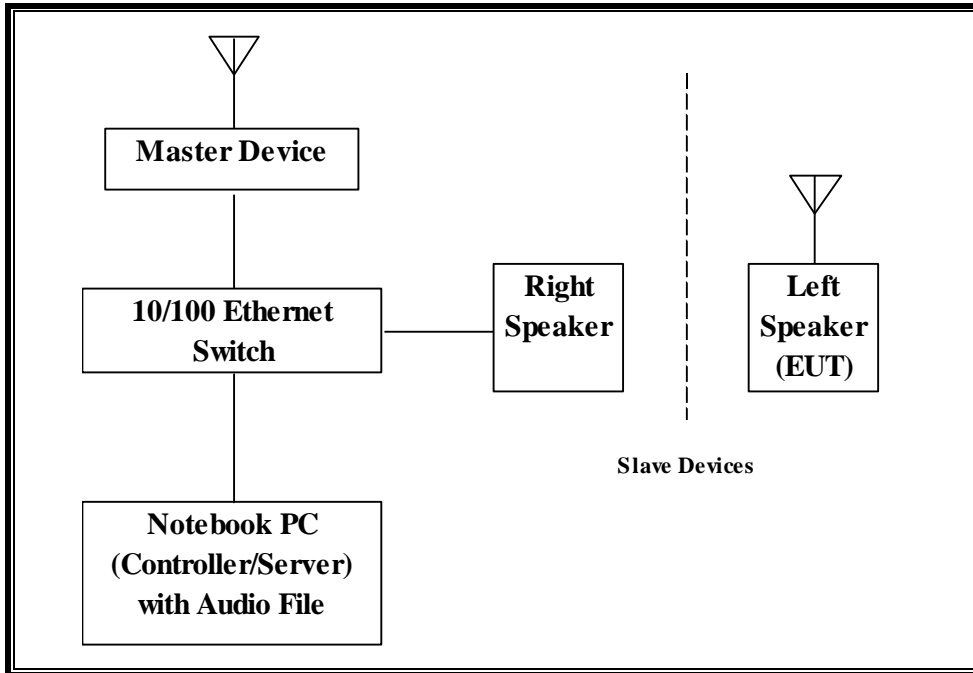 Master Device
10/100 Ethernet
Switch
Right
Speaker
Left
Speaker
(EUT)
Slave Devices
Notebook PC
(Controller/Server)
with Audio File